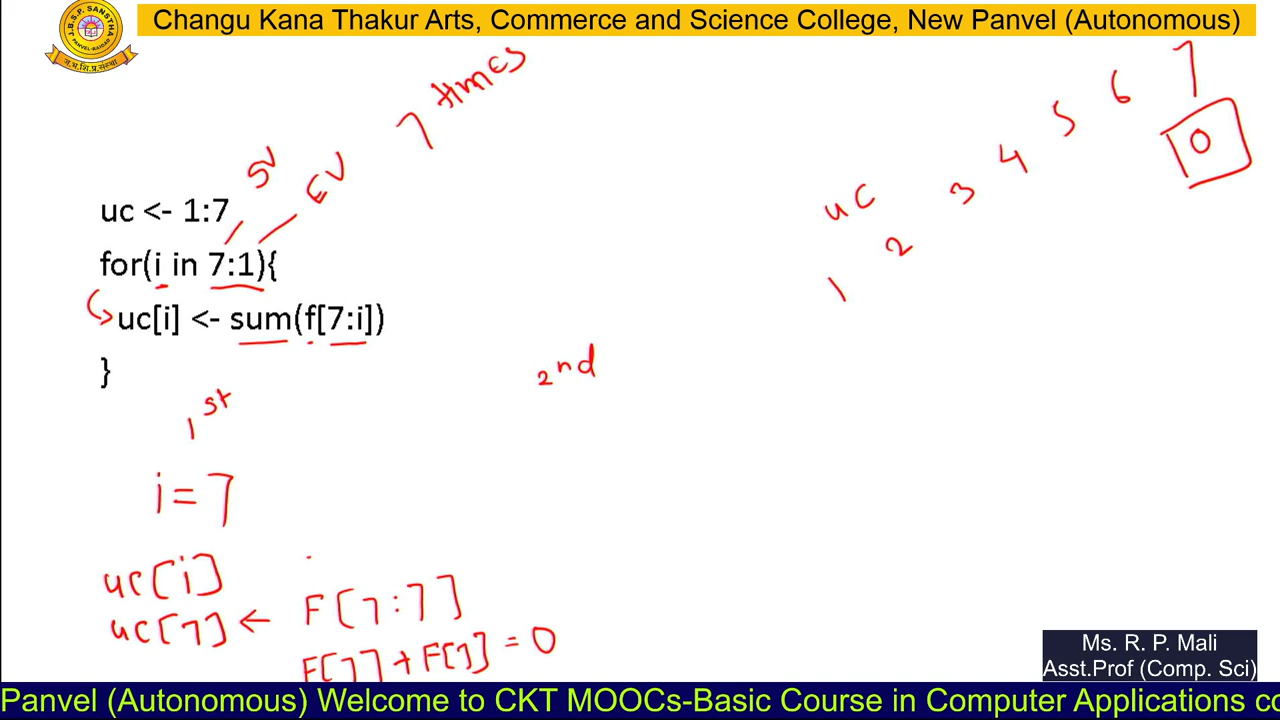 Changu Kana Thakur Arts, Commerce and Science College, New Panvel (Autonomous)
J.B.S.P. SANSTHA
PANVEL-RAIGAD
ज.भ.शि.प्र.संस्था
7 times
SV
EV
uc <- 1:7
for(i in 7:1){
uc[i] <- sum(f[7:i])
}
uc
1 2 3 4 5 6 7
0
1st
2nd
i=7
uc[i]
uc[7] ← F[7:7]
F[7]+F[7] = 0
Ms. R. P. Mali
Asst.Prof (Comp. Sci)
Panvel (Autonomous) Welcome to CKT MOOCs-Basic Course in Computer Applications co